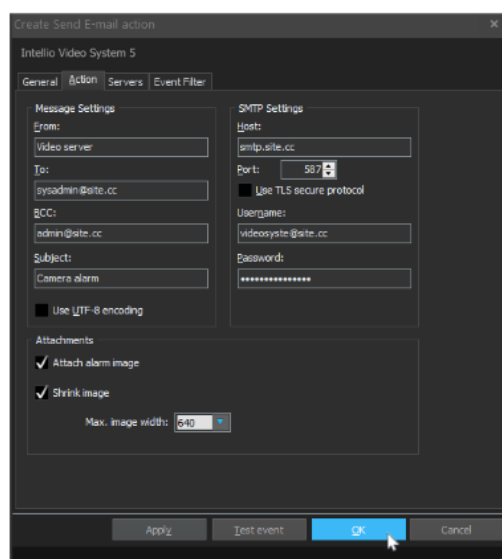 Create Send E-mail action
Intellio Video System 5
General Action Servers Event Filter
Message Settings
From:
Video server
To:
sysadmin@site.cc
BCC:
admin@site.cc
Subject:
Camera alarm
Use UTF-8 encoding
SMTP Settings
Host:
smtp.site.cc
Port: 587
Use TLS secure protocol
Username:
videosyste@site.cc
Password:
•••••••••••••••
Attachments
Attach alarm image
Shrink image
Max. image width: 640
Apply Test event OK Cancel